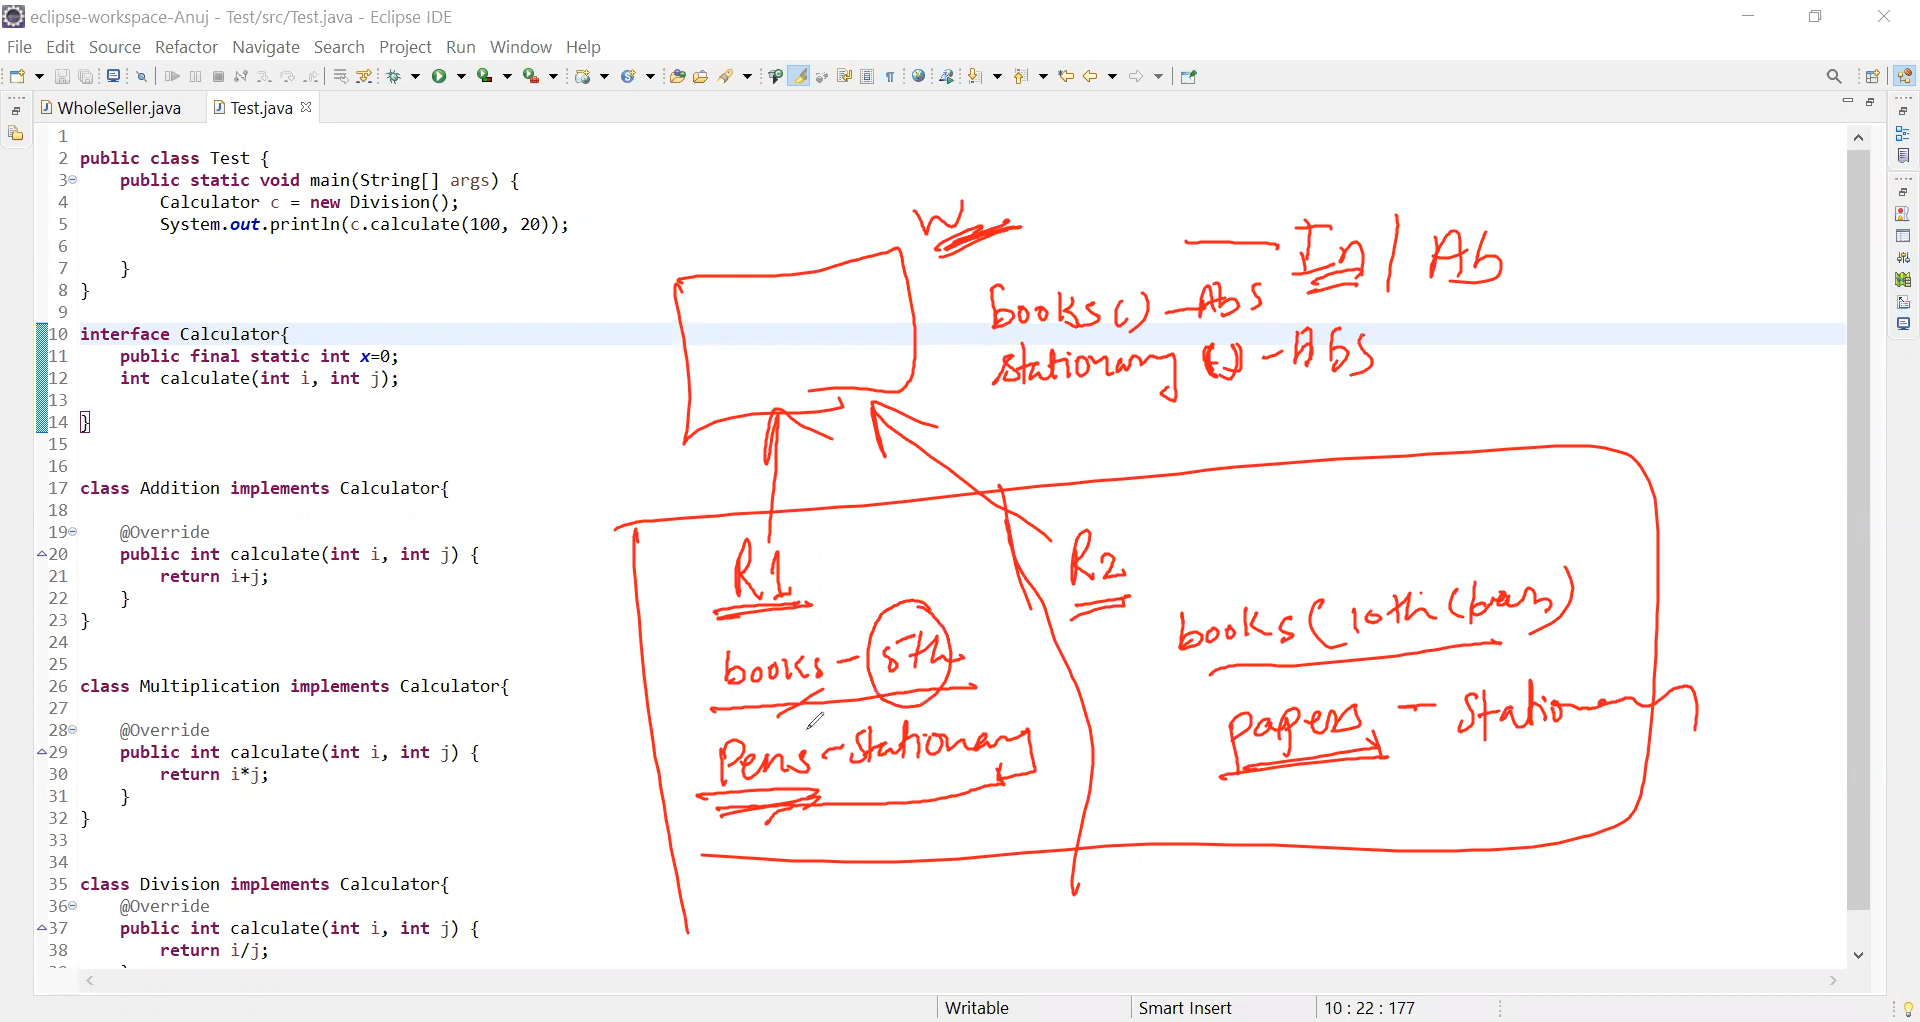 eclipse-workspace-Anuj - Test/src/Test.java - Eclipse IDE
File Edit Source Refactor Navigate Search Project Run Window Help
WholeSeller.java Test.java
1
2 public class Test {
3 public static void main(String[] args) {
4 Calculator c = new Division();
5 System.out.println(c.calculate(100, 20));
6
7 }
8 }
9
10 interface Calculator{
11 public final static int x=0;
12 int calculate(int i, int j);
13
14 }
15
16
17 class Addition implements Calculator{
18
19 @Override
20 public int calculate(int i, int j) {
21 return i+j;
22 }
23 }
24
25
26 class Multiplication implements Calculator{
27
28 @Override
29 public int calculate(int i, int j) {
30 return i*j;
31 }
32 }
33
34
35 class Division implements Calculator{
36 @Override
37 public int calculate(int i, int j) {
38 return i/j;
W
In | Ab
books() - Abs
stationary () - Abs
R1
books - 5th
Pens - stationary
R2
books (10th (
papers - stationary
Writable Smart Insert 10 : 22 : 177